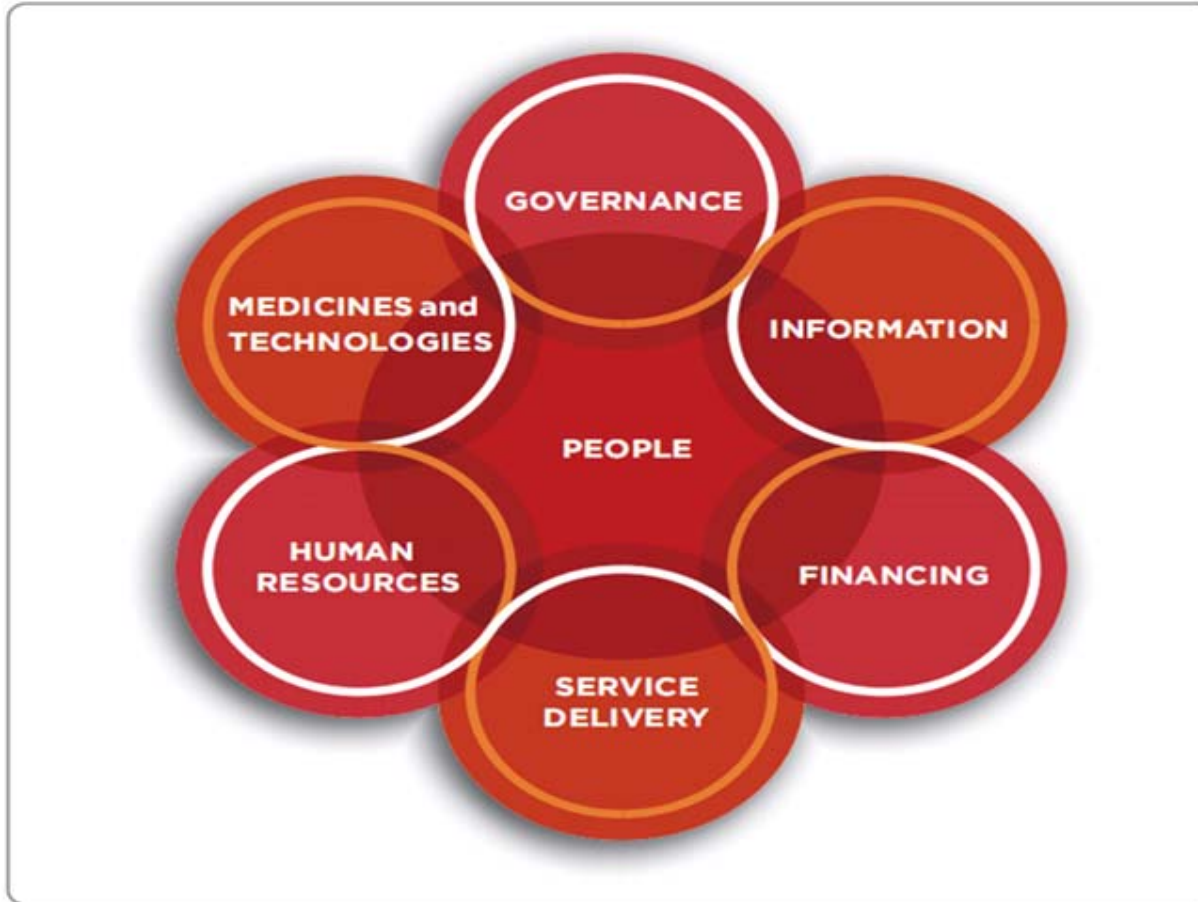 GOVERNANCE
MEDICINES and
TECHNOLOGIES
INFORMATION
PEOPLE
HUMAN
RESOURCES
FINANCING
SERVICE
DELIVERY